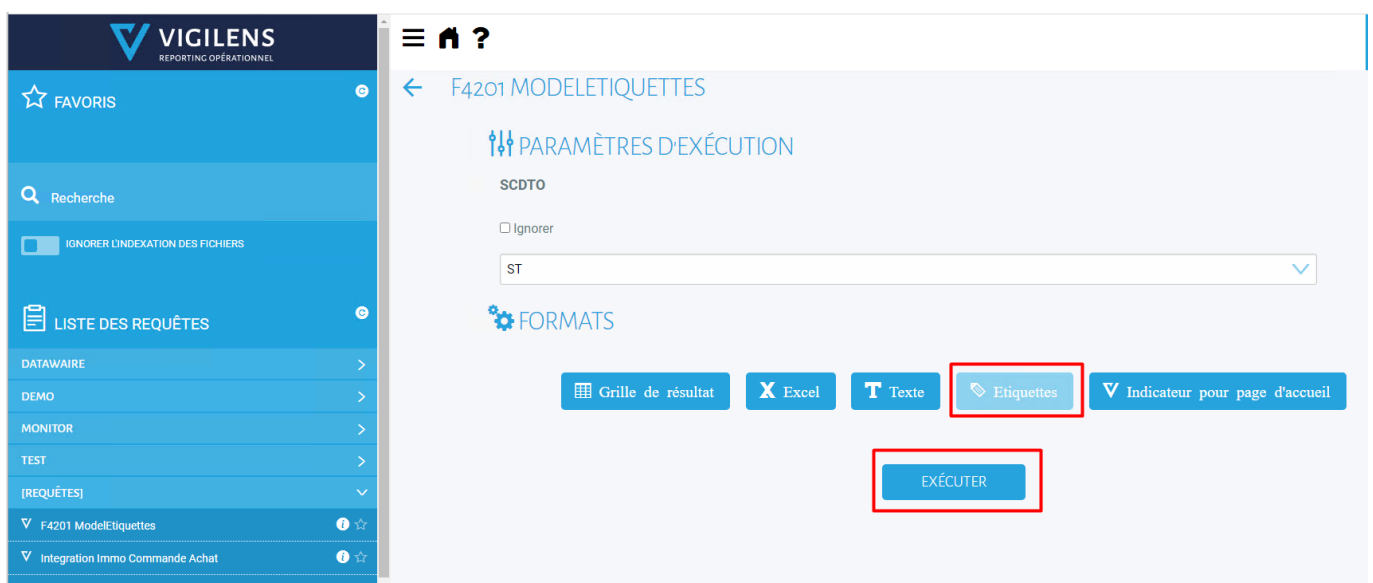 VIGILENS
REPORTING OPÉRATIONNEL
FAVORIS
Recherche
IGNORER L'INDEXATION DES FICHIERS
LISTE DES REQUÊTES
DATAWAIRE
DEMO
MONITOR
TEST
[REQUÊTES]
F4201 ModelEtiquettes
Integration Immo Commande Achat
?
F4201 MODELETIQUETTES
PARAMÈTRES D'EXÉCUTION
SCDTO
Ignorer
ST
FORMATS
Grille de résultat
X Excel
T Texte
Etiquettes
Indicateur pour page d'accueil
EXÉCUTER